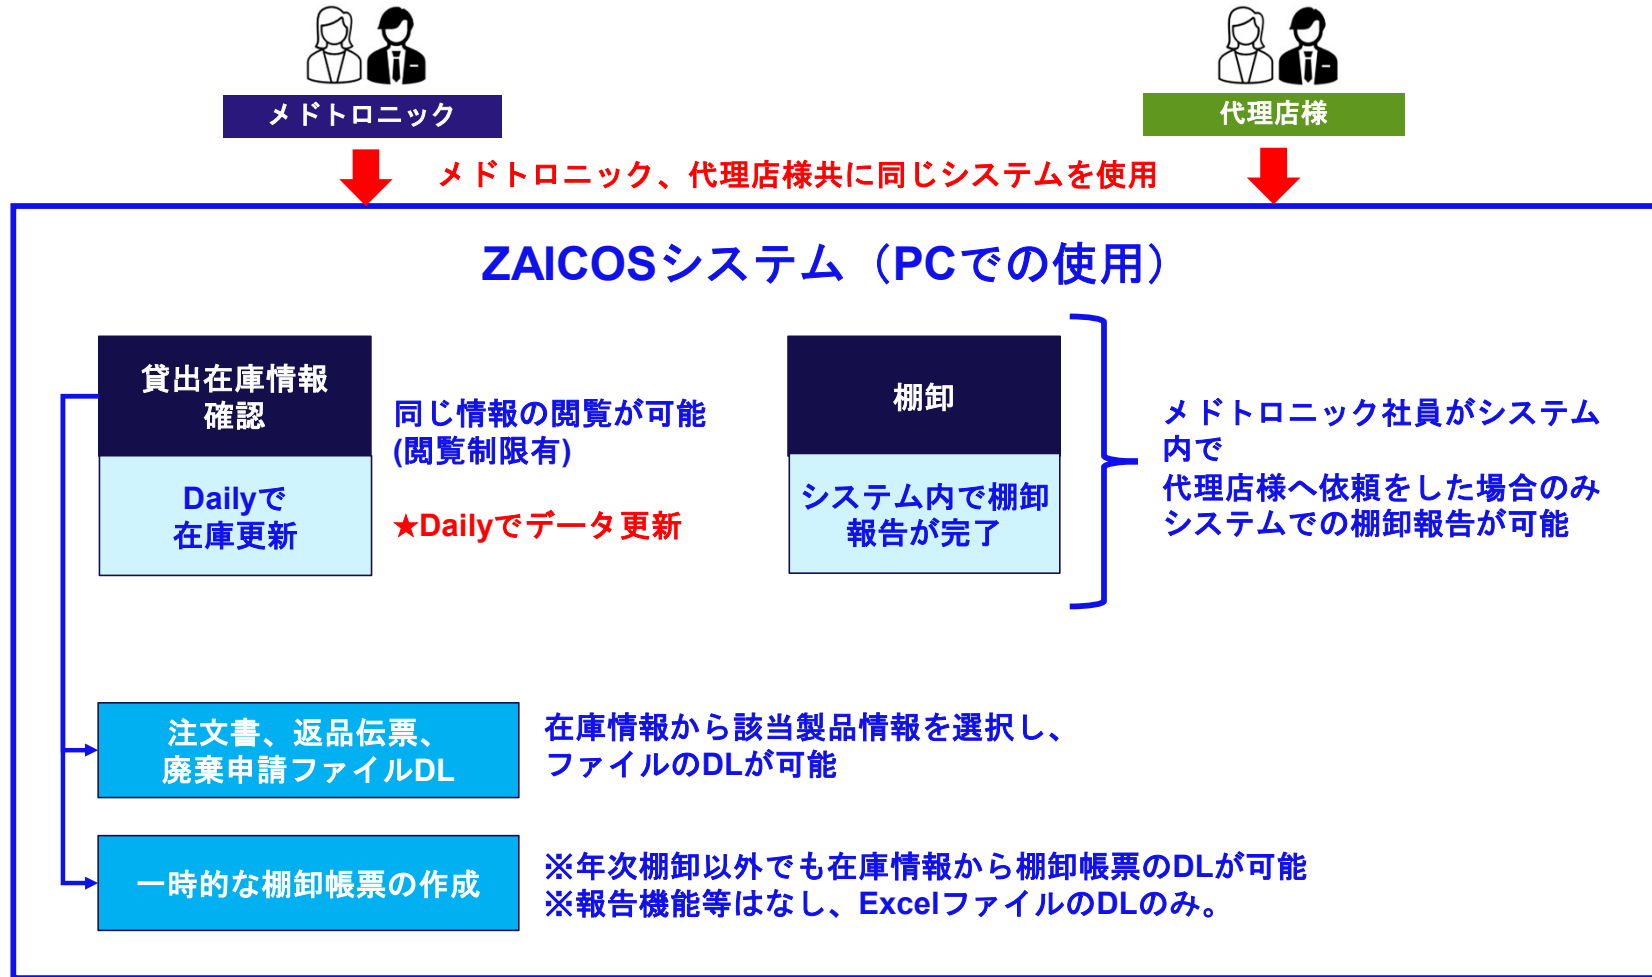 メドトロニック
代理店様
メドトロニック、代理店様共に同じシステムを使用
ZAICOSシステム（PCでの使用）
貸出在庫情報
確認
Dailyで
在庫更新
同じ情報の閲覧が可能
(閲覧制限有)
★Dailyでデータ更新
棚卸
システム内で棚卸
報告が完了
メドトロニック社員がシステム
内で
代理店様へ依頼をした場合のみ
システムでの棚卸報告が可能
注文書、返品伝票、
廃棄申請ファイルDL
在庫情報から該当製品情報を選択し、
ファイルのDLが可能
一時的な棚卸帳票の作成
※年次棚卸以外でも在庫情報から棚卸帳票のDLが可能
※報告機能等はなし、ExcelファイルのDLのみ。